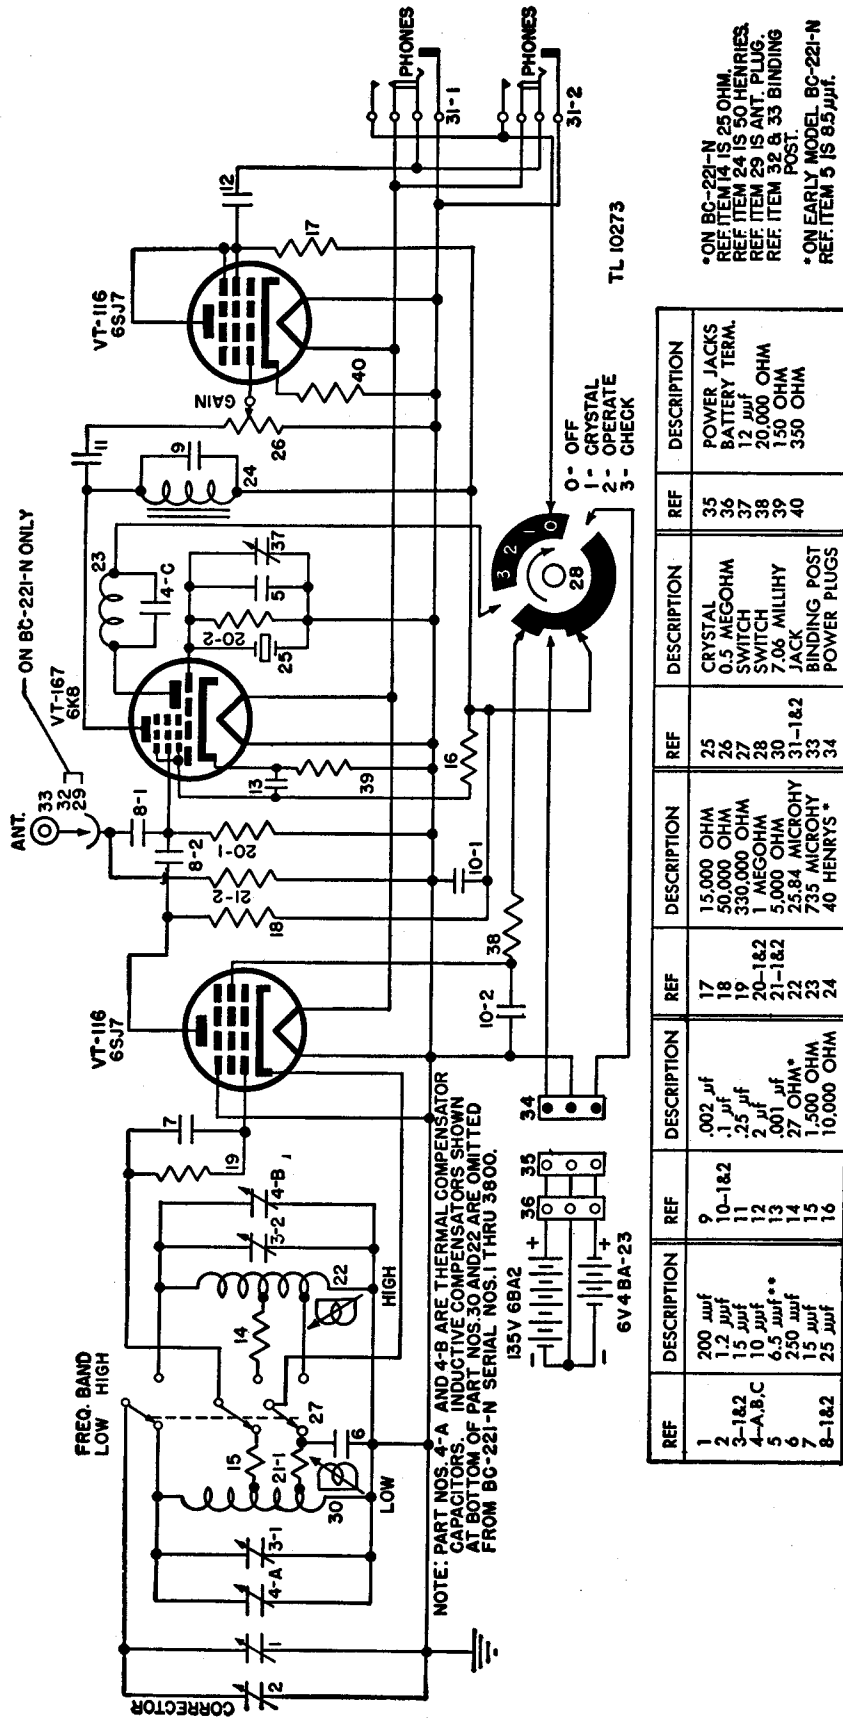 CORRECTOR
2
1
4-A
3-1
FREQ. BAND
LOW HIGH
15
21-1
30
LOW
27
6
14
22
HIGH
3-2
4-B
19
7
VT-116
6SJ7
ANT.
33
32
29
ON BC-221-N ONLY
8-1
8-2
18
21-2
20-1
10-1
VT-167
6K8
13
39
16
23
4-C
20-2
25
5
37
11
9
24
GAIN
26
VT-116
6SJ7
40
12
17
PHONES
31-1
PHONES
31-2
NOTE: PART NOS. 4-A AND 4-B ARE THERMAL COMPENSATOR
CAPACITORS. INDUCTIVE COMPENSATORS SHOWN
AT BOTTOM OF PART NOS. 30 AND 22 ARE OMITTED
FROM BC-221-N SERIAL NOS. 1 THRU 3800.
10-2
38
34
35
36
135V 6BA2
- +
- +
6V 4 BA-23
3 2 1 0
28
0 - OFF
1 - CRYSTAL
2 - OPERATE
3 - CHECK
TL 10273
REF DESCRIPTION REF DESCRIPTION REF DESCRIPTION REF DESCRIPTION REF DESCRIPTION
1 200 µµf 9 .002 µf 17 15,000 OHM 25 CRYSTAL 35 POWER JACKS
2 1.2 µµf 10-1&2 .1 µf 18 50,000 OHM 26 0.5 MEGOHM 36 BATTERY TERM.
3-1&2 15 µµf 11 .25 µf 19 330,000 OHM 27 SWITCH 37 12 µµf
4-A,B,C 10 µµf 12 2 µf 20-1&2 1 MEGOHM 28 SWITCH 38 20,000 OHM
5 6.5 µµf** 13 .001 µf 21-1&2 5,000 OHM 30 7.06 MILLIHY 39 150 OHM
6 250 µµf 14 27 OHM* 22 25.84 MICROHY 31-1&2 JACK 40 350 OHM
7 15 µµf 15 1,500 OHM 23 735 MICROHY 33 BINDING POST
8-1&2 25 µµf 16 10,000 OHM 24 40 HENRYS * 34 POWER PLUGS
*ON BC-221-N
REF. ITEM 14 IS 25 OHM.
REF. ITEM 24 IS 50 HENRIES.
REF. ITEM 29 IS ANT. PLUG.
REF. ITEM 32 & 33 BINDING
POST.
*ON EARLY MODEL BC-221-N
REF. ITEM 5 IS 8.5 µµf.